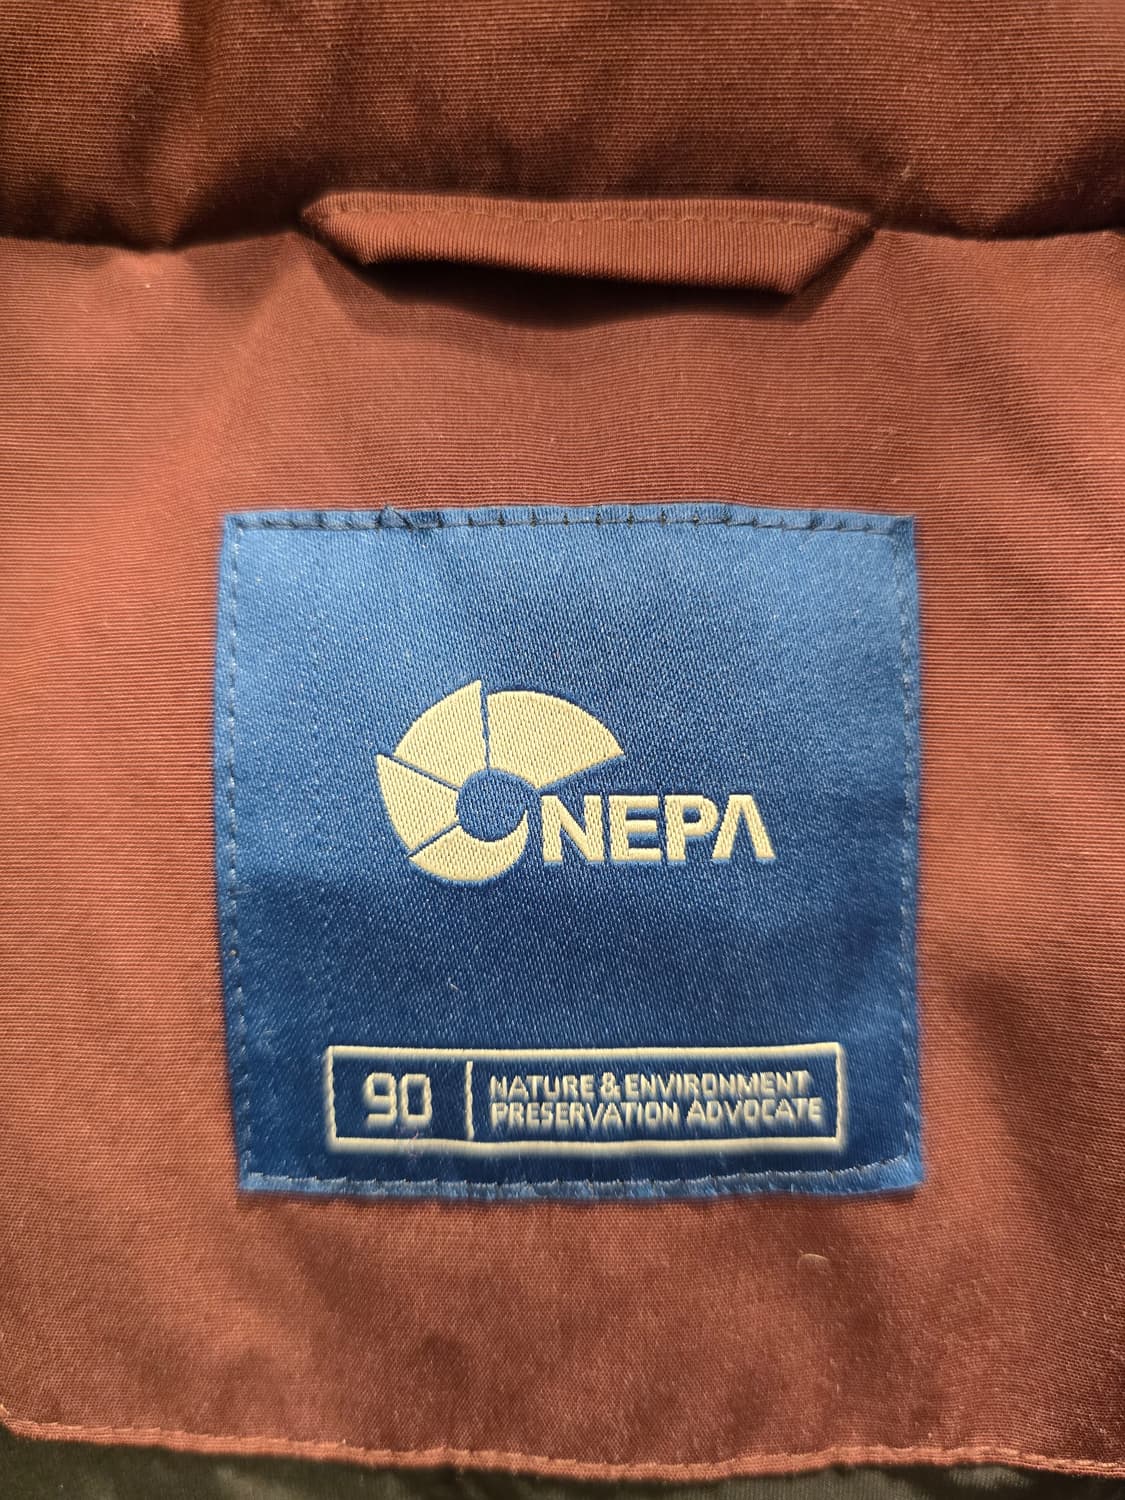 NEPA
90
NATURE & ENVIRONMENT
PRESERVATION ADVOCATE